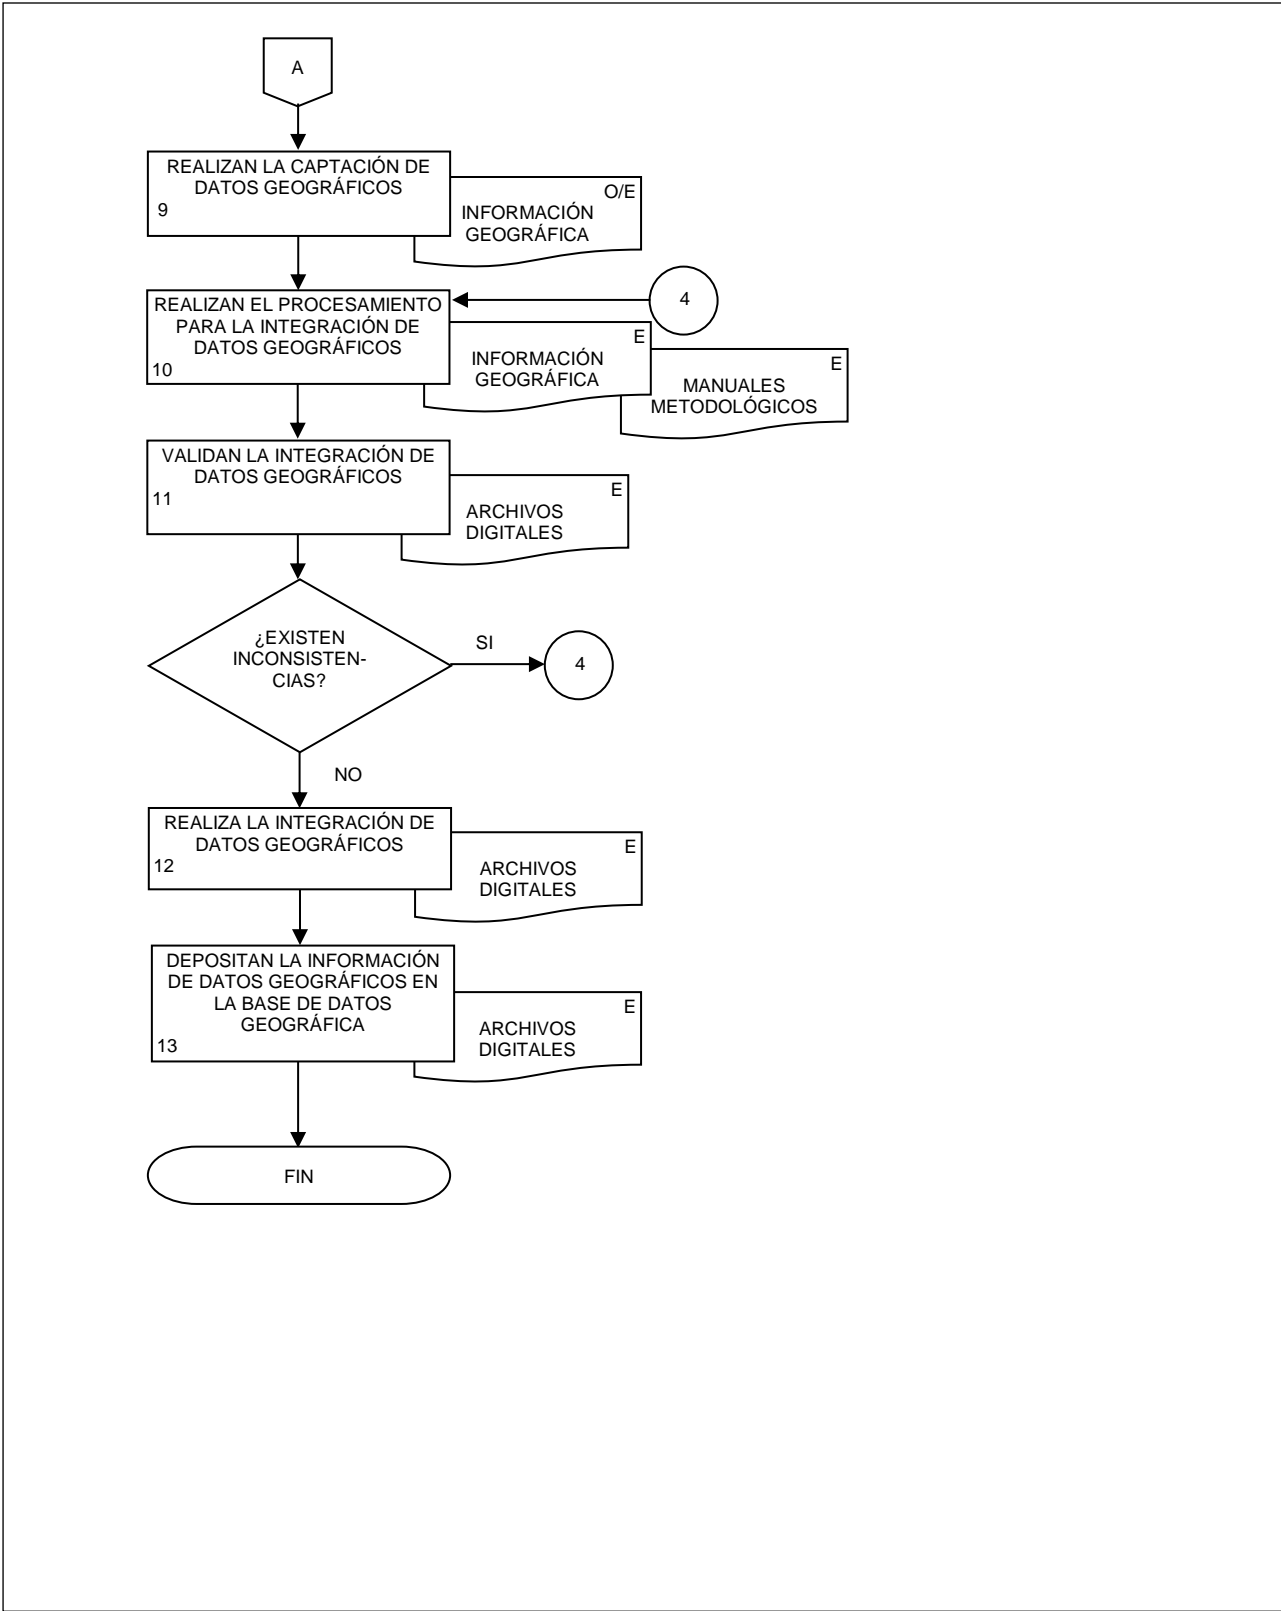 A
REALIZAN LA CAPTACIÓN DE
DATOS GEOGRÁFICOS
9
O/E
INFORMACIÓN
GEOGRÁFICA
REALIZAN EL PROCESAMIENTO
PARA LA INTEGRACIÓN DE
DATOS GEOGRÁFICOS
10
4
E
INFORMACIÓN
GEOGRÁFICA
E
MANUALES
METODOLÓGICOS
VALIDAN LA INTEGRACIÓN DE
DATOS GEOGRÁFICOS
11
E
ARCHIVOS
DIGITALES
¿EXISTEN
INCONSISTEN-
CIAS?
SI
4
NO
REALIZA LA INTEGRACIÓN DE
DATOS GEOGRÁFICOS
12
E
ARCHIVOS
DIGITALES
DEPOSITAN LA INFORMACIÓN
DE DATOS GEOGRÁFICOS EN
LA BASE DE DATOS
GEOGRÁFICA
13
E
ARCHIVOS
DIGITALES
FIN